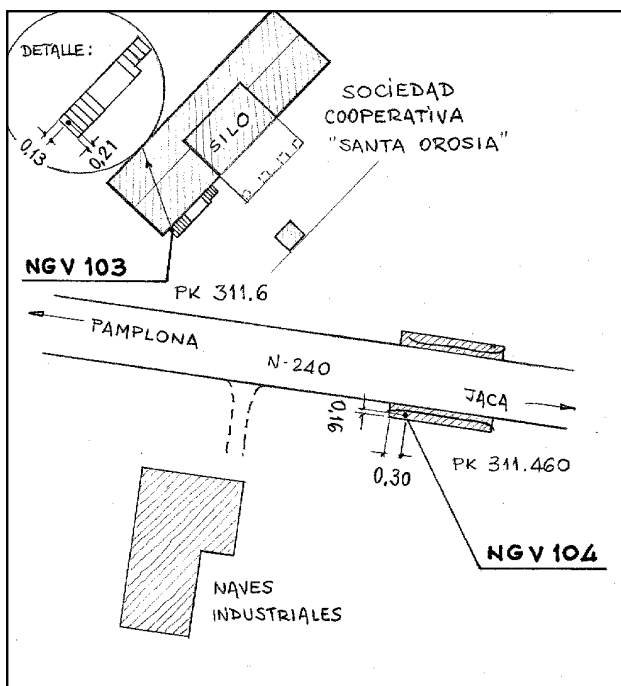 DETALLE:
0,13
0,21
SILO
SOCIEDAD
COOPERATIVA
"SANTA OROSIA"
NGV 103
PK 311.6
PAMPLONA
N-240
JACA
0,16
0,30
PK 311.460
NGV 104
NAVES
INDUSTRIALES